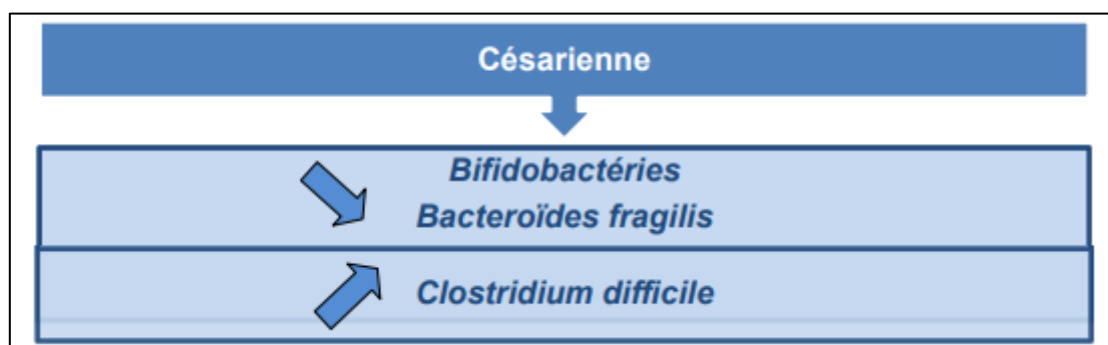 Césarienne
Bifidobactéries
Bacteroïdes fragilis
Clostridium difficile